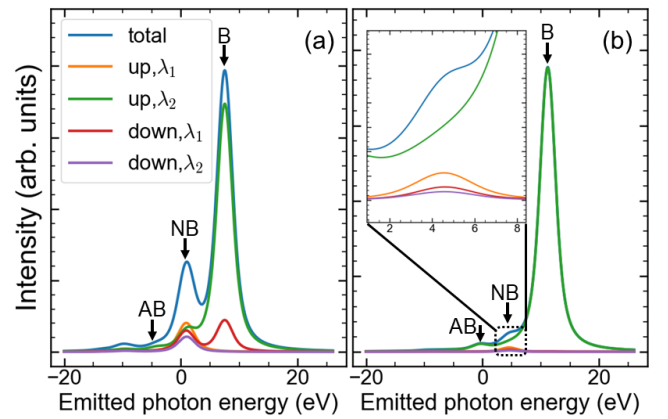 (a)
B
total
up,λ₁
up,λ₂
down,λ₁
down,λ₂
NB
AB
Intensity (arb. units)
−20 0 20
Emitted photon energy (eV)
(b)
B
2 4 6 8
NB
AB
−20 0 20
Emitted photon energy (eV)